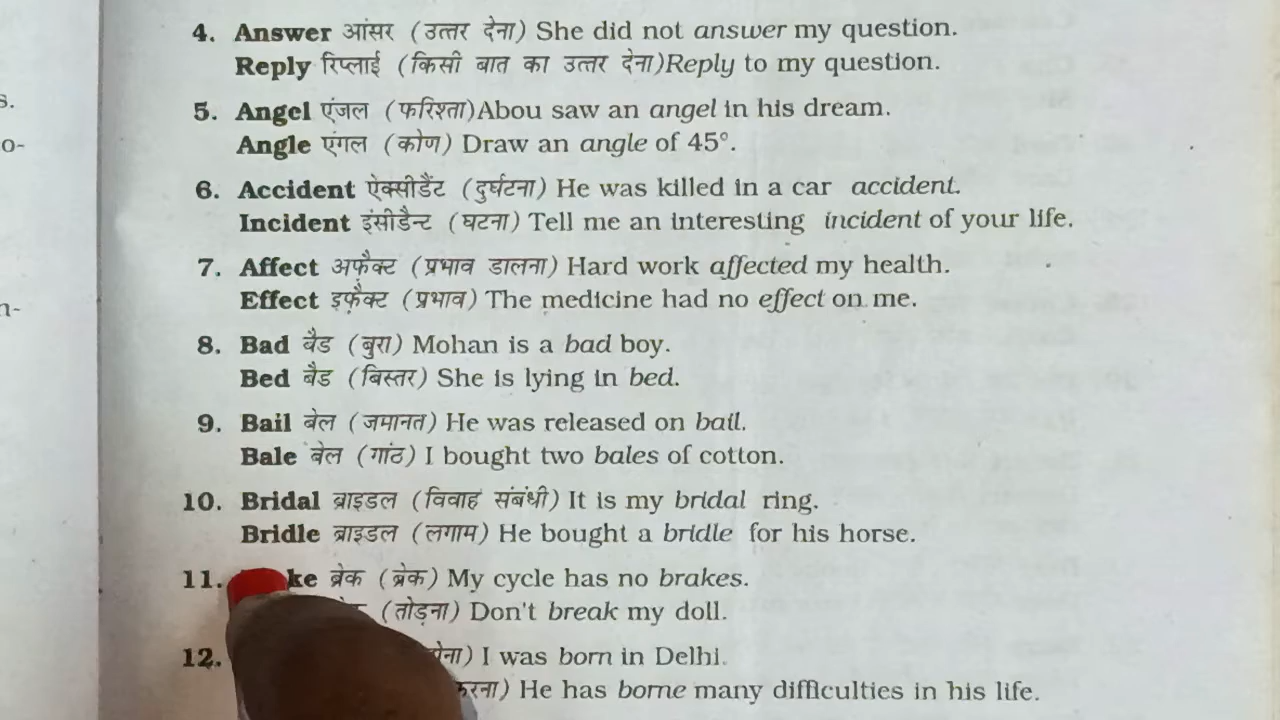 s.
o-
n-
4. Answer आंसर (उत्तर देना) She did not answer my question.
Reply रिप्लाई (किसी बात का उत्तर देना)Reply to my question.
5. Angel एंजल (फरिश्ता)Abou saw an angel in his dream.
Angle एंगल (कोण) Draw an angle of 45°.
6. Accident ऐक्सीडैंट (दुर्घटना) He was killed in a car accident.
Incident इंसीडैन्ट (घटना) Tell me an interesting incident of your life.
7. Affect अफैक्ट (प्रभाव डालना) Hard work affected my health.
Effect इफ़ैक्ट (प्रभाव) The medicine had no effect on me.
8. Bad बैड (बुरा) Mohan is a bad boy.
Bed बैड (बिस्तर) She is lying in bed.
9. Bail बेल (जमानत) He was released on bail.
Bale बेल (गांठ) I bought two bales of cotton.
10. Bridal ब्राइडल (विवाह संबंधी) It is my bridal ring.
Bridle ब्राइडल (लगाम) He bought a bridle for his horse.
11. ke ब्रेक (ब्रेक) My cycle has no brakes.
(तोड़ना) Don't break my doll.
12. I was born in Delhi.
He has borne many difficulties in his life.